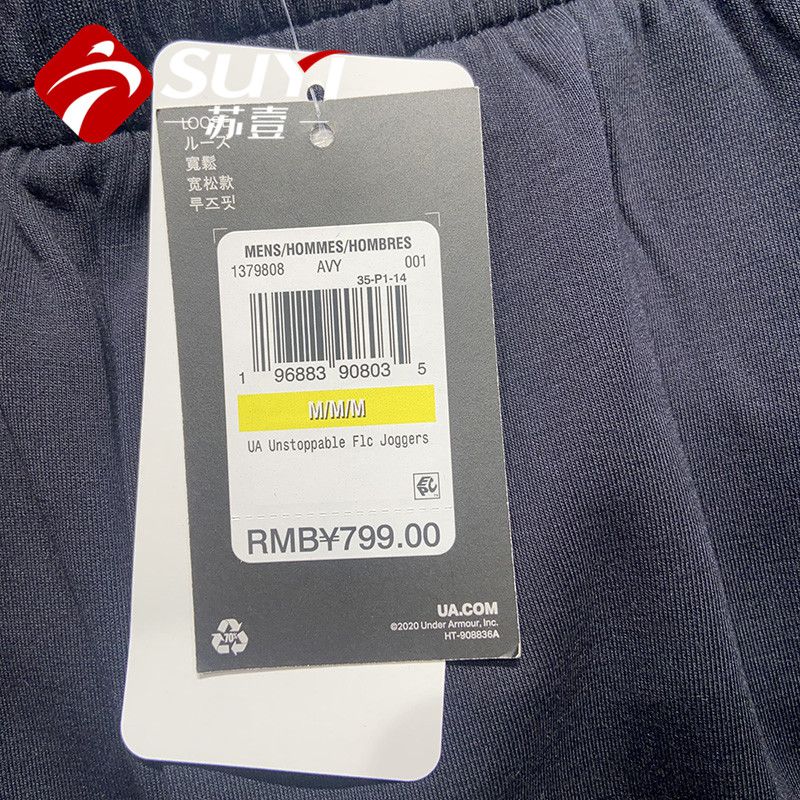 SUYI
苏壹
LOOSE
ルーズ
寬鬆
宽松款
루즈핏
MENS/HOMMES/HOMBRES
1379808 AVY 001
35-P1-14
1 96883 90803 5
M/M/M
UA Unstoppable Flc Joggers
RMB¥799.00
UA.COM
©2020 Under Armour, Inc.
HT-908836A
70%